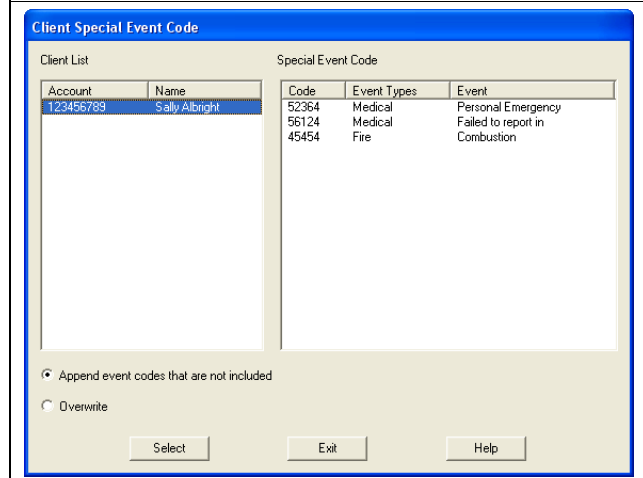 Client Special Event Code
Client List Special Event Code
Account Name Code Event Types Event
123456789 Sally Albright 52364 Medical Personal Emergency
56124 Medical Failed to report in
45454 Fire Combustion
Append event codes that are not included
Overwrite
Select Exit Help